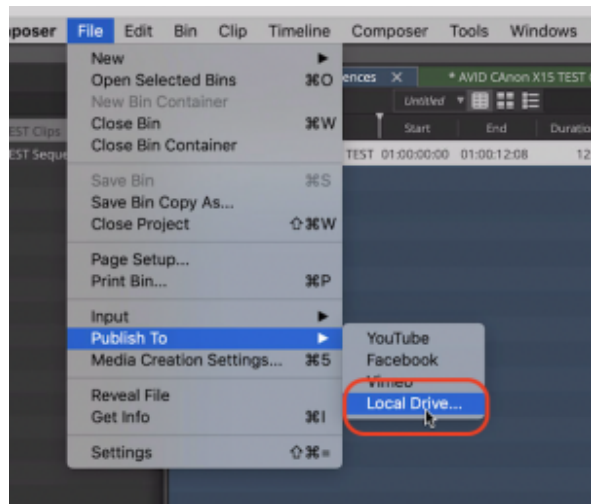 poser File Edit Bin Clip Timeline Composer Tools Windows
New
Open Selected Bins ⌘O
New Bin Container
Close Bin ⌘W
Close Bin Container
Save Bin ⌘S
Save Bin Copy As...
Close Project ⇧⌘W
Page Setup...
Print Bin... ⌘P
Input
Publish To
Media Creation Settings... ⌘5
Reveal File
Get Info ⌘I
Settings ⇧⌘=
YouTube
Facebook
Vimeo
Local Drive...
ences × * AVID CAnon X15 TEST
Untitled
Start End Duratio
EST Clips
EST Seque
TEST 01:00:00:00 01:00:12:08 12